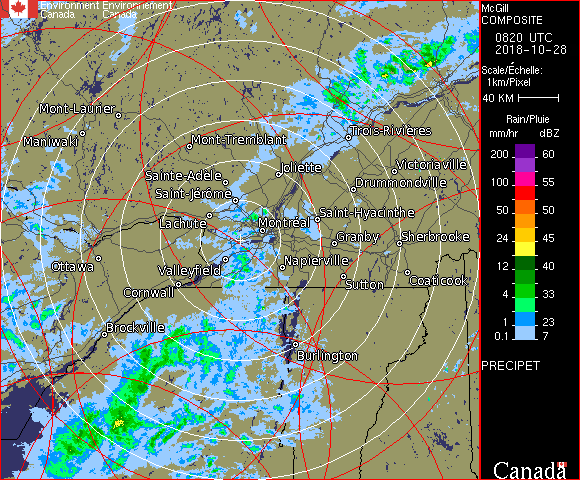 Environment Environnement
Canada Canada
McGill
COMPOSITE
0820 UTC
2018-10-28
Scale/Échelle:
1km/Pixel
40 KM
Rain/Pluie
mm/hr dBZ
200 60
100 55
50 50
24 45
12 40
4 33
1 23
0.1 7
PRECIPET
Canada
Mont-Laurier
Maniwaki
Mont-Tremblant
Trois-Rivières
Sainte-Adèle
Joliette
Victoriaville
Saint-Jérôme
Drummondville
Lachute
Montréal
Saint-Hyacinthe
Granby
Sherbrooke
Ottawa
Valleyfield
Napierville
Cornwall
Sutton
Coaticook
Brockville
Burlington